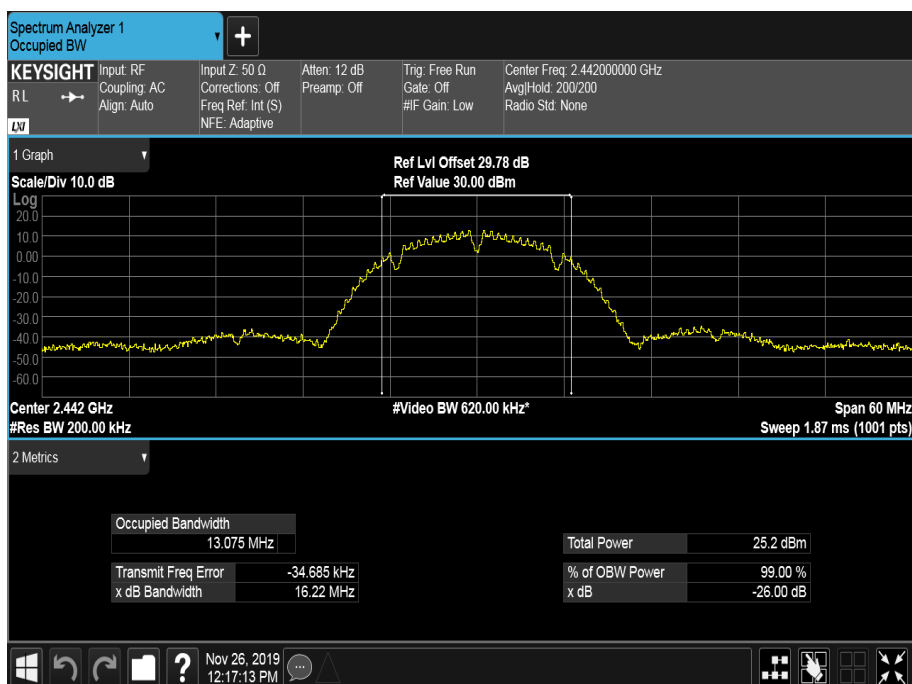 Spectrum Analyzer 1
Occupied BW
+
KEYSIGHT
RL
LXI
Input: RF
Coupling: AC
Align: Auto
Input Z: 50 Ω
Corrections: Off
Freq Ref: Int (S)
NFE: Adaptive
Atten: 12 dB
Preamp: Off
Trig: Free Run
Gate: Off
#IF Gain: Low
Center Freq: 2.442000000 GHz
Avg|Hold: 200/200
Radio Std: None
1 Graph
Scale/Div 10.0 dB
Ref Lvl Offset 29.78 dB
Ref Value 30.00 dBm
Log
20.0
10.0
0.00
-10.0
-20.0
-30.0
-40.0
-50.0
-60.0
Center 2.442 GHz
#Res BW 200.00 kHz
#Video BW 620.00 kHz*
Span 60 MHz
Sweep 1.87 ms (1001 pts)
2 Metrics
Occupied Bandwidth
13.075 MHz
Transmit Freq Error -34.685 kHz
x dB Bandwidth 16.22 MHz
Total Power 25.2 dBm
% of OBW Power 99.00 %
x dB -26.00 dB
?
Nov 26, 2019
12:17:13 PM